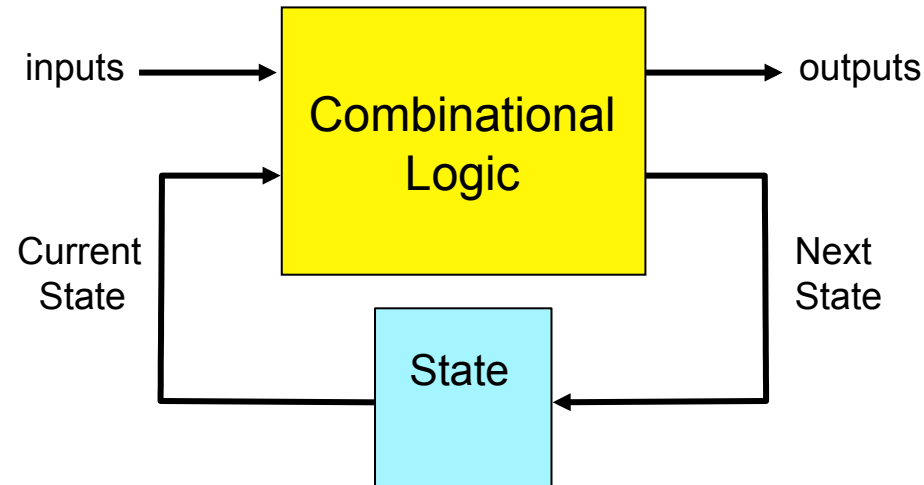 inputs
outputs
Combinational
Logic
Current
State
Next
State
State